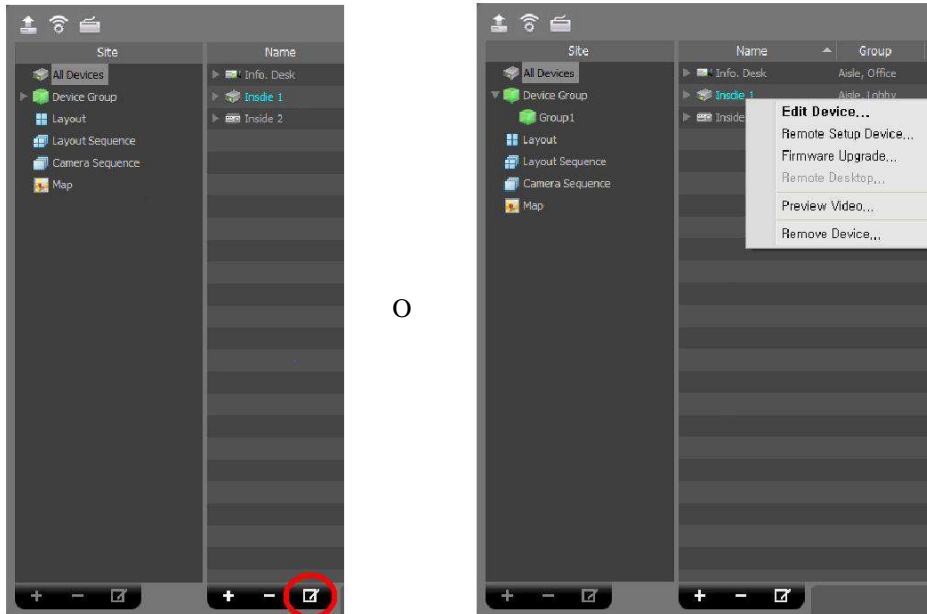 Site
Name
All Devices
Info. Desk
Device Group
Insdie 1
Layout
Inside 2
Layout Sequence
Camera Sequence
Map
O
Site
Name
Group
All Devices
Info. Desk
Aisle, Office
Device Group
Insdie 1
Aisle, Lobby
Group1
Inside
Layout
Layout Sequence
Camera Sequence
Map
Edit Device...
Remote Setup Device...
Firmware Upgrade...
Remote Desktop...
Preview Video...
Remove Device...